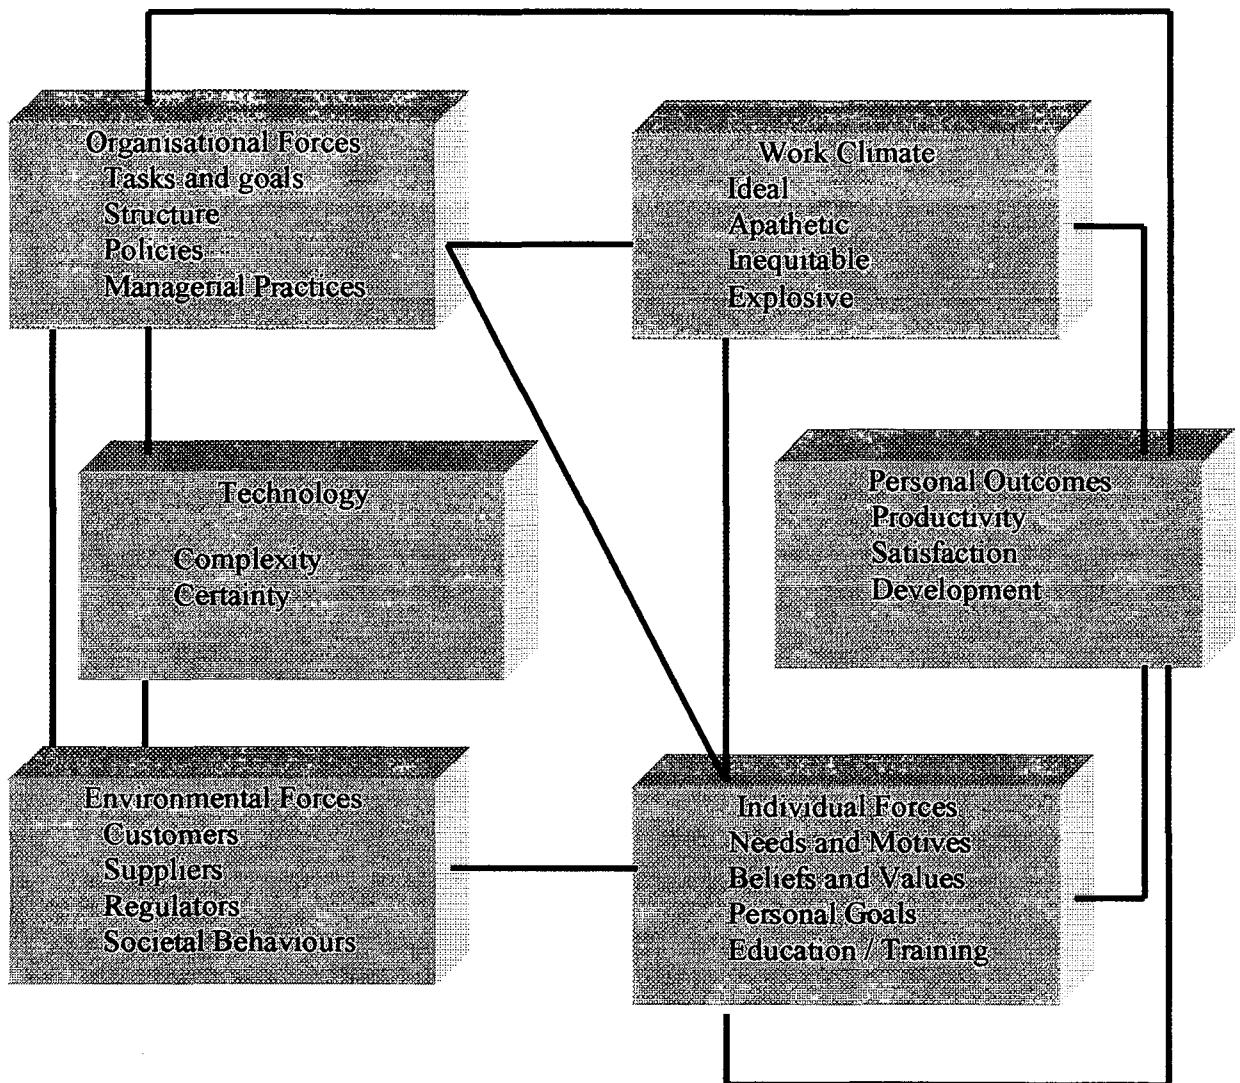 Organisational Forces
Tasks and goals
Structure
Policies
Managerial Practices
Work Climate
Ideal
Apathetic
Inequitable
Explosive
Technology
Complexity
Certainty
Personal Outcomes
Productivity
Satisfaction
Development
Environmental Forces
Customers
Suppliers
Regulators
Societal Behaviours
Individual Forces
Needs and Motives
Beliefs and Values
Personal Goals
Education / Training